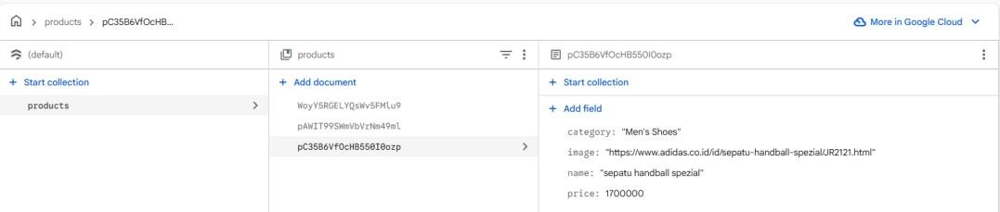 products pC35B6VfOcHB...
More in Google Cloud
(default)
products
pC35B6VfOcHB550I0ozp
+ Start collection
+ Add document
+ Start collection
products
WoyY5RGELYQsWv5FMlu9
pAWIT99SWmVbVrNm49ml
pC35B6VfOcHB550I0ozp
+ Add field
category: "Men's Shoes"
image: "https://www.adidas.co.id/id/sepatu-handball-spezial/JR2121.html"
name: "sepatu handball spezial"
price: 1700000